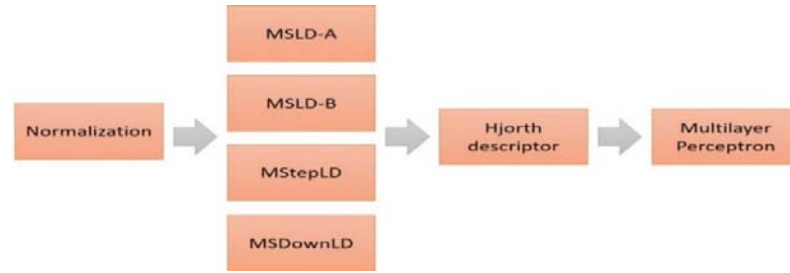 Normalization
MSLD-A
MSLD-B
MStepLD
MSDownLD
Hjorth
descriptor
Multilayer
Perceptron